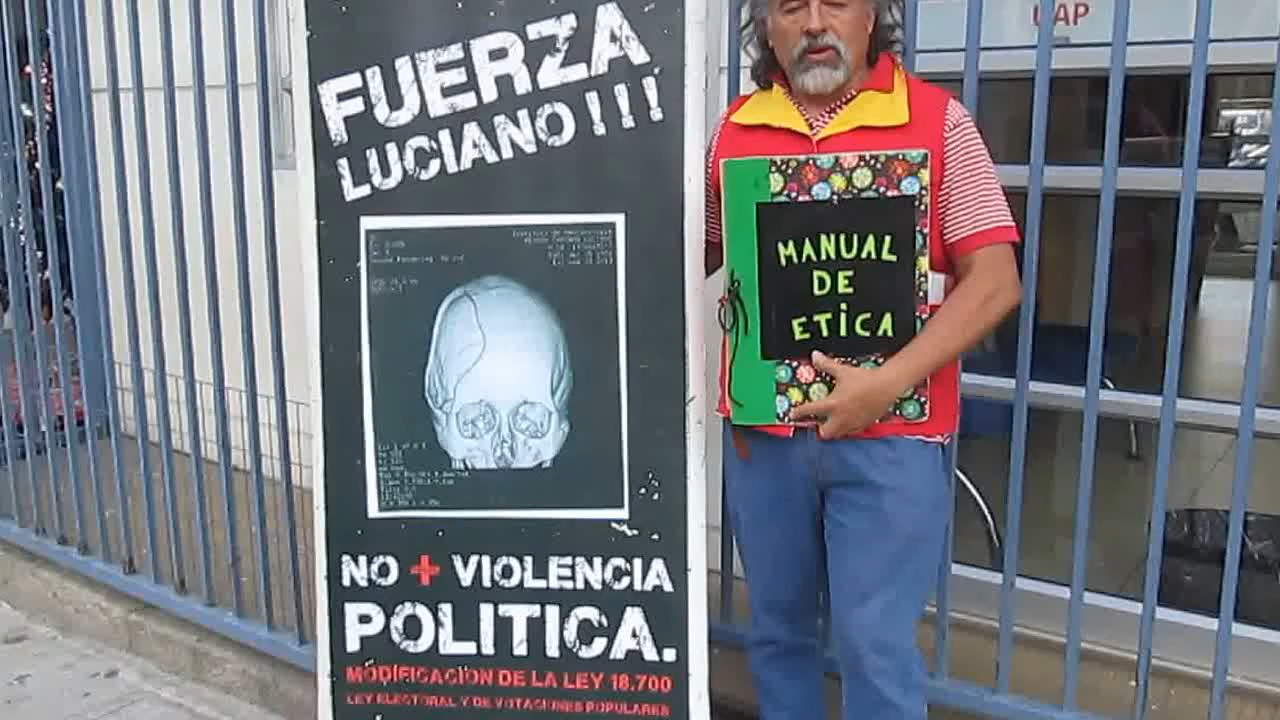 FUERZA
LUCIANO!!!
NO + VIOLENCIA
POLITICA.
MODIFICACION DE LA LEY 18.700
LEY ELECTORAL Y DE VOTACIONES POPULARES
MANUAL
DE
ETiCA
UAP